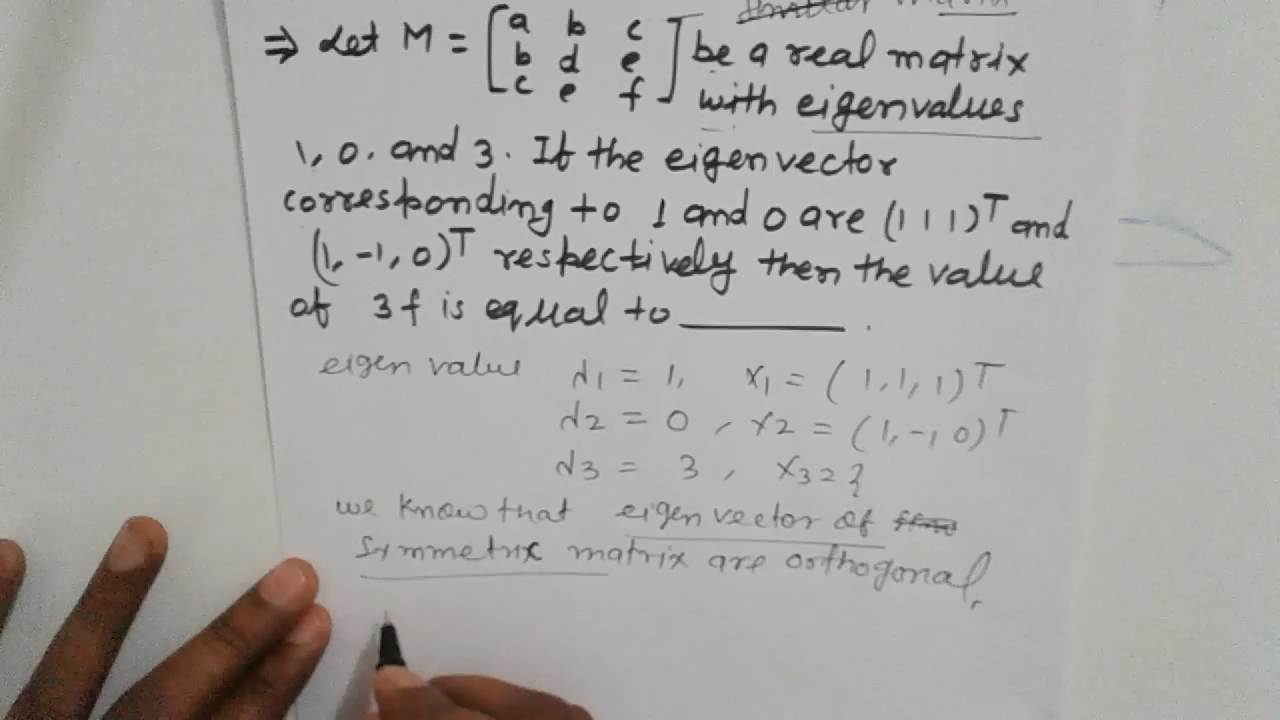 ⇒ Let M = [a b c
b d e
c e f] be a real matrix
with eigenvalues
1, 0. and 3. If the eigenvector
corresponding to 1 and 0 are (1 1 1)ᵀ and
(1, -1, 0)ᵀ respectively then the value
of 3f is equal to ______ .
eigen value λ1 = 1, x1 = (1,1,1)ᵀ
λ2 = 0, x2 = (1,-1,0)ᵀ
λ3 = 3, x3 = }
we know that eigen vector of
Symmetrix matrix are orthogonal,